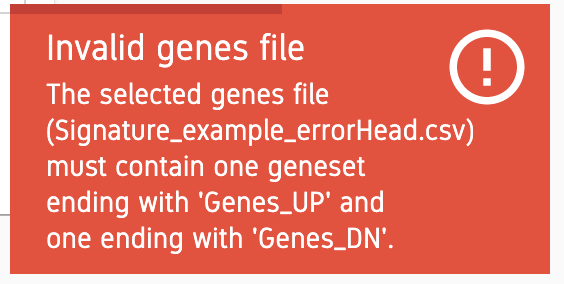 Invalid genes file
The selected genes file
(Signature_example_errorHead.csv)
must contain one geneset
ending with 'Genes_UP' and
one ending with 'Genes_DN'.